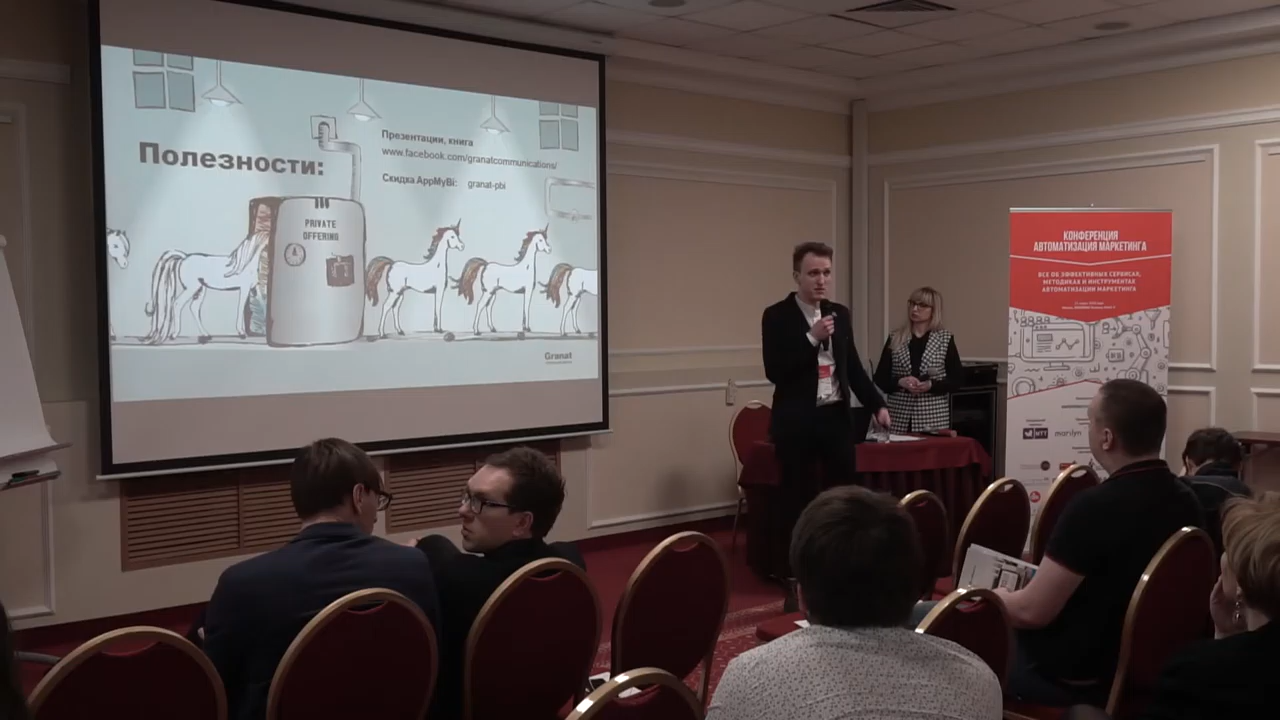 Полезности:
Презентации, книга
www.facebook.com/granatcommunications/
Скидка AppMyBi: granat-pbi
PRIVATE
OFFERING
Granat
КОНФЕРЕНЦИЯ
АВТОМАТИЗАЦИЯ МАРКЕТИНГА
ВСЕ ОБ ЭФФЕКТИВНЫХ СЕРВИСАХ,
МЕТОДИКАХ И ИНСТРУМЕНТАХ
АВТОМАТИЗАЦИИ МАРКЕТИНГА
MTT
marilyn